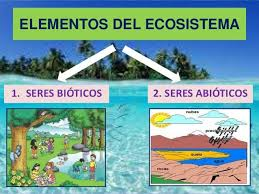 ELEMENTOS DEL ECOSISTEMA
1. SERES BIÓTICOS
2. SERES ABIÓTICOS